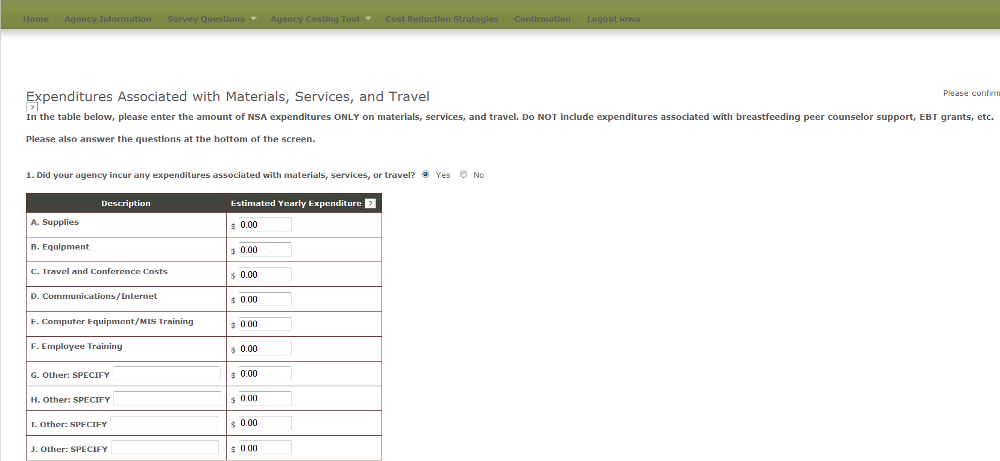 Home Agency Information Survey Questions Agency Costing Tool Cost Reduction Strategies Confirmation Logout iowa
Please confirm
Expenditures Associated with Materials, Services, and Travel
?
In the table below, please enter the amount of NSA expenditures ONLY on materials, services, and travel. Do NOT include expenditures associated with breastfeeding peer counselor support, EBT grants, etc.
Please also answer the questions at the bottom of the screen.
1. Did your agency incur any expenditures associated with materials, services, or travel? Yes No
Description Estimated Yearly Expenditure ?
A. Supplies $ 0.00
B. Equipment $ 0.00
C. Travel and Conference Costs $ 0.00
D. Communications/Internet $ 0.00
E. Computer Equipment/MIS Training $ 0.00
F. Employee Training $ 0.00
G. Other: SPECIFY $ 0.00
H. Other: SPECIFY $ 0.00
I. Other: SPECIFY $ 0.00
J. Other: SPECIFY $ 0.00